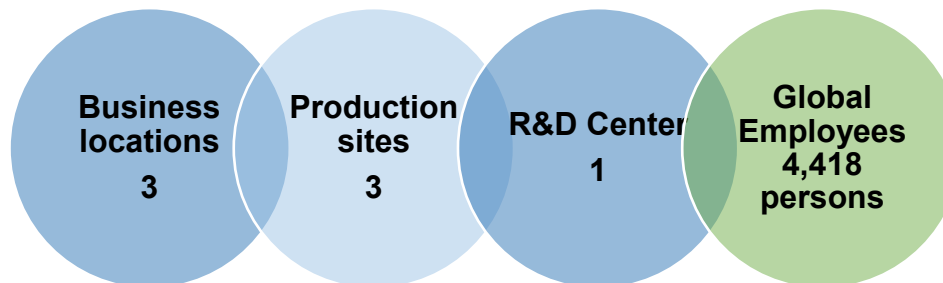 Business
locations
3
Production
sites
3
R&D Center
1
Global
Employees
4,418
persons